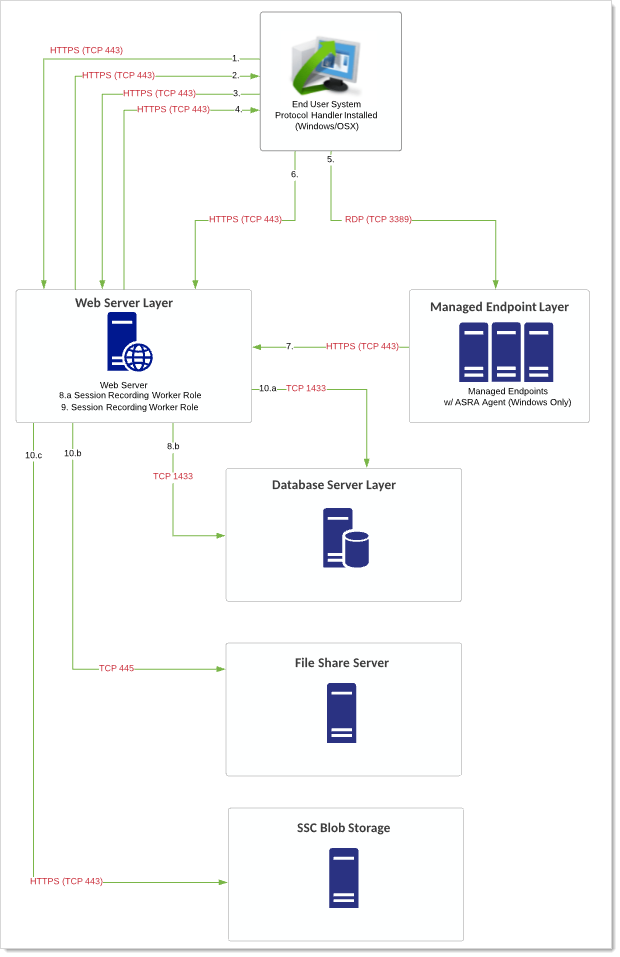 HTTPS (TCP 443)
1.
HTTPS (TCP 443)
2.
HTTPS (TCP 443)
3.
HTTPS (TCP 443)
4.
End User System
Protocol Handler Installed
(Windows/OSX)
5.
6.
HTTPS (TCP 443)
RDP (TCP 3389)
Web Server Layer
Web Server
8.a Session Recording Worker Role
9. Session Recording Worker Role
Managed Endpoint Layer
Managed Endpoints
w/ ASRA Agent (Windows Only)
7.
HTTPS (TCP 443)
10.a
TCP 1433
10.c
10.b
8.b
TCP 1433
Database Server Layer
TCP 445
File Share Server
SSC Blob Storage
HTTPS (TCP 443)